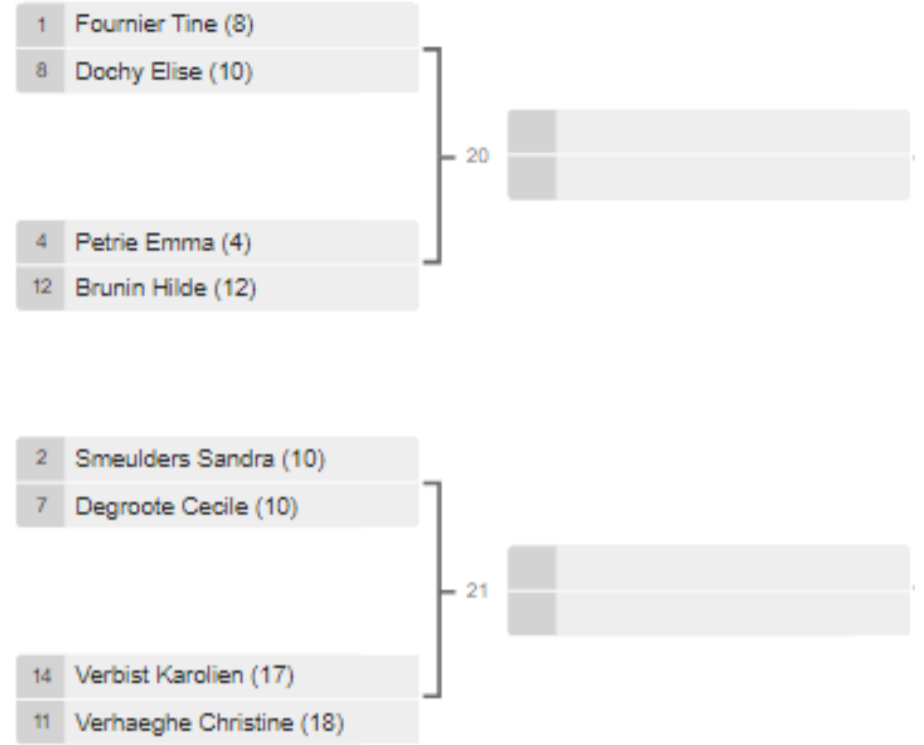 1 Fournier Tine (8)
8 Dochy Elise (10)
20
4 Petrie Emma (4)
12 Brunin Hilde (12)
2 Smeulders Sandra (10)
7 Degroote Cecile (10)
21
14 Verbist Karolien (17)
11 Verhaeghe Christine (18)